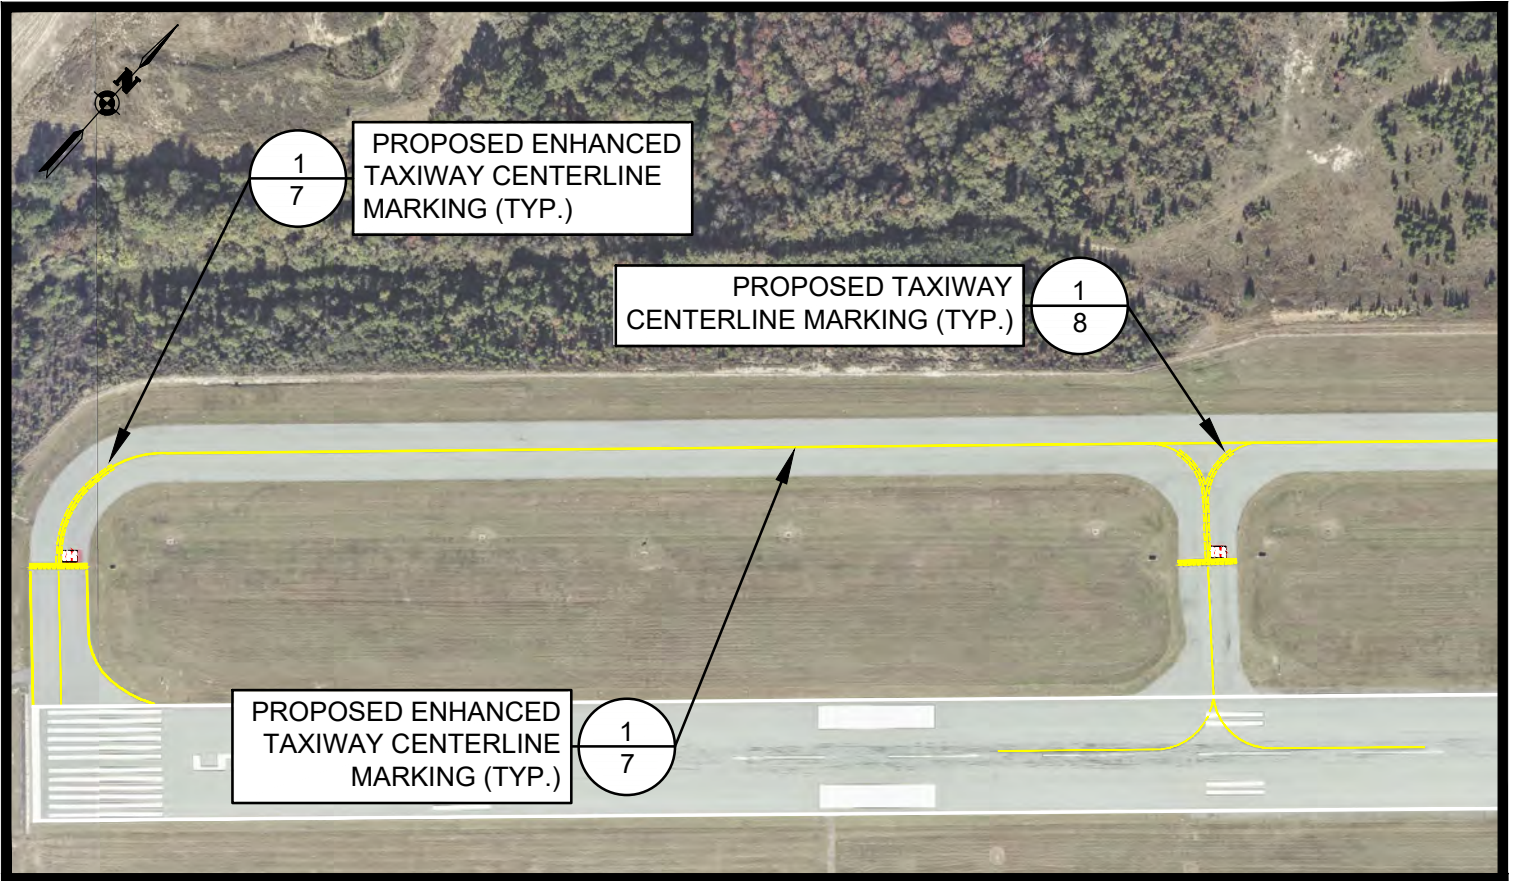 N
1
7
PROPOSED ENHANCED
TAXIWAY CENTERLINE
MARKING (TYP.)
PROPOSED TAXIWAY
CENTERLINE MARKING (TYP.)
1
8
PROPOSED ENHANCED
TAXIWAY CENTERLINE
MARKING (TYP.)
1
7